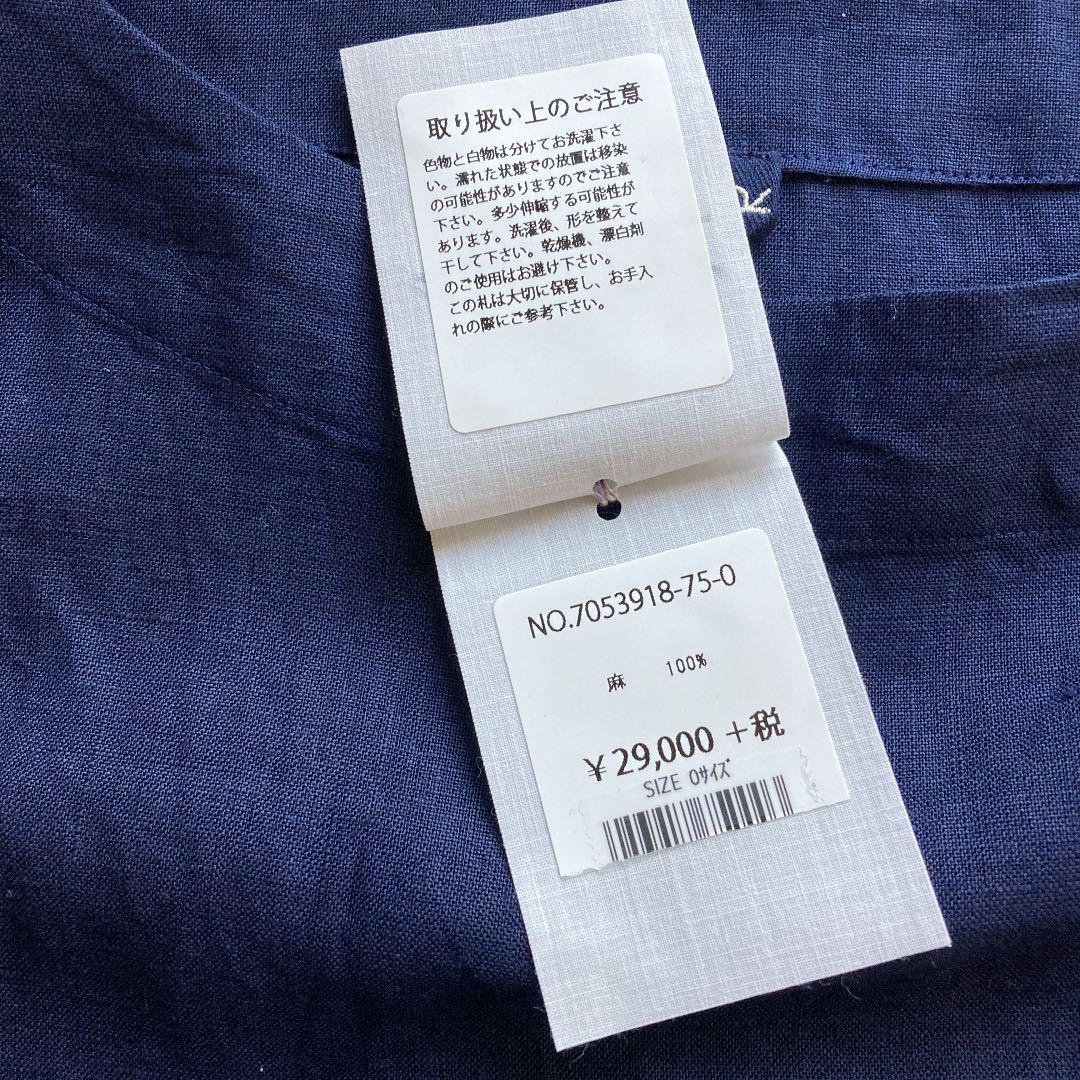 取り扱い上のご注意
色物と白物は分けてお洗濯下さ
い。濡れた状態での放置は移染
の可能性がありますのでご注意
下さい。多少伸縮する可能性が
あります。洗濯後、形を整えて
干して下さい。乾燥機、漂白剤
のご使用はお避け下さい。
この札は大切に保管し、お手入
れの際にご参考下さい。
NO.7053918-75-0
麻 100%
¥29,000 +税
SIZE 0ｻｲｽﾞ